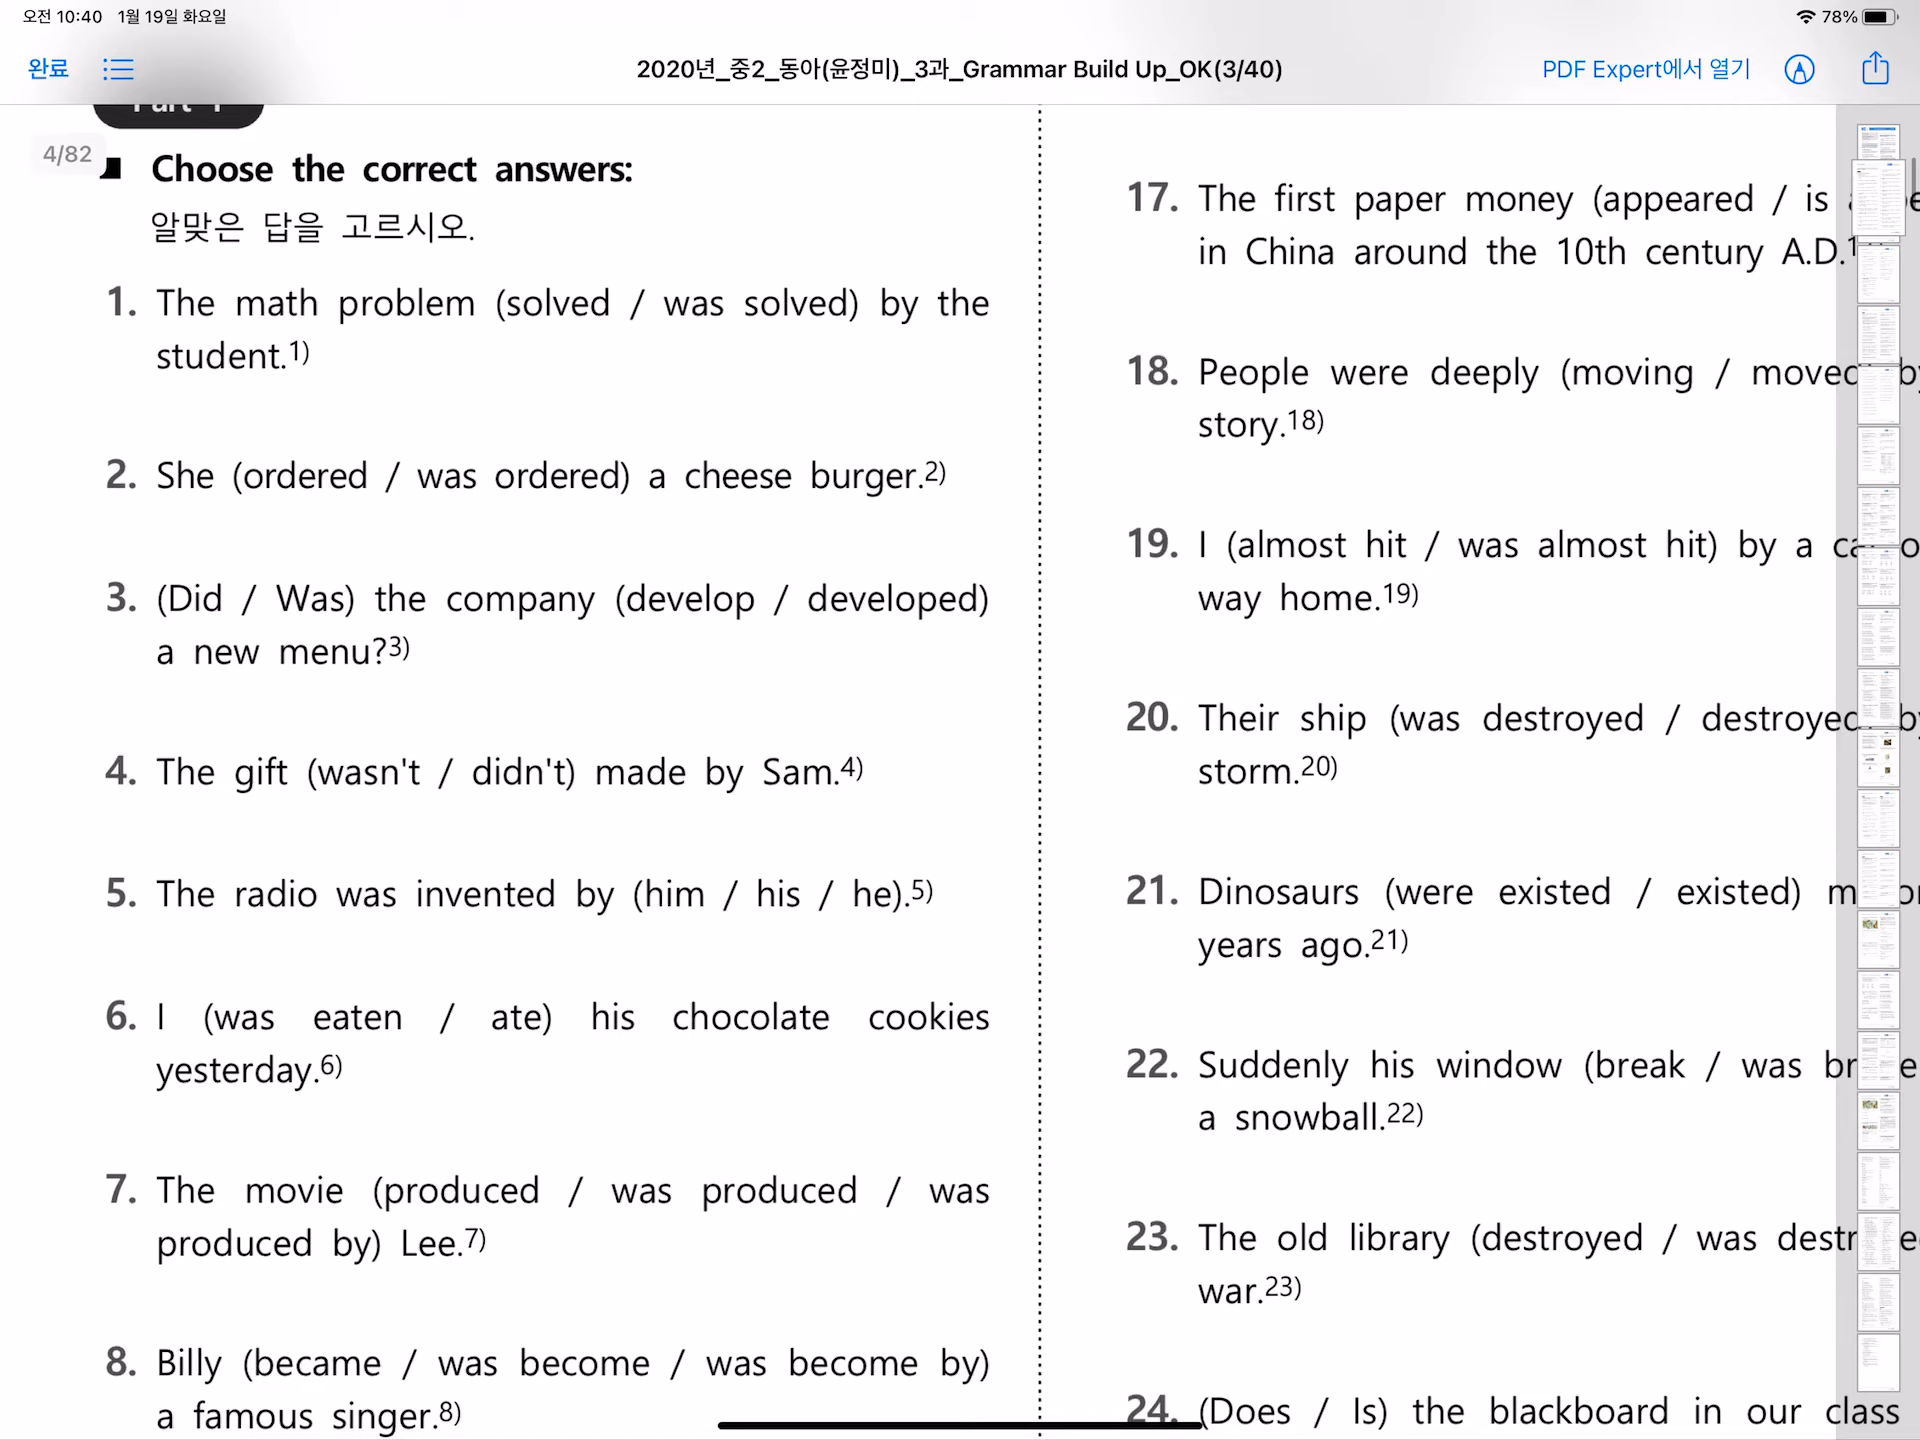 오전 10:40 1월 19일 화요일
78%
완료
2020년_중2_동아(윤정미)_3과_Grammar Build Up_OK(3/40)
PDF Expert에서 열기
4/82
Choose the correct answers:
알맞은 답을 고르시오.
1. The math problem (solved / was solved) by the
student.1)
2. She (ordered / was ordered) a cheese burger.2)
3. (Did / Was) the company (develop / developed)
a new menu?3)
4. The gift (wasn't / didn't) made by Sam.4)
5. The radio was invented by (him / his / he).5)
6. I (was eaten / ate) his chocolate cookies
yesterday.6)
7. The movie (produced / was produced / was
produced by) Lee.7)
8. Billy (became / was become / was become by)
a famous singer.8)
17. The first paper money (appeared / is
in China around the 10th century A.D.
18. People were deeply (moving / moved
story.18)
19. I (almost hit / was almost hit) by a
way home.19)
20. Their ship (was destroyed / destroyed
storm.20)
21. Dinosaurs (were existed / existed)
years ago.21)
22. Suddenly his window (break / was
a snowball.22)
23. The old library (destroyed / was
war.23)
24. (Does / Is) the blackboard in our class